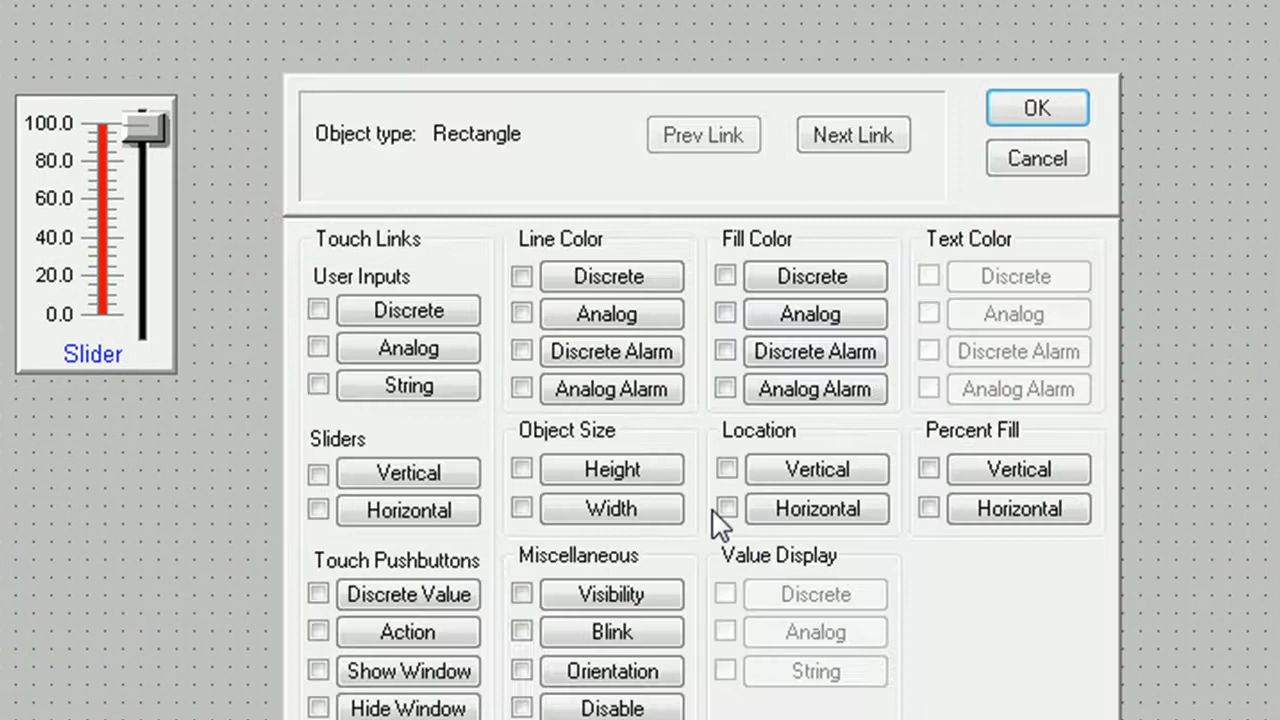 100.0
80.0
60.0
40.0
20.0
0.0
Slider
Object type: Rectangle
Prev Link
Next Link
OK
Cancel
Touch Links
User Inputs
Discrete
Analog
String
Sliders
Vertical
Horizontal
Touch Pushbuttons
Discrete Value
Action
Show Window
Hide Window
Line Color
Discrete
Analog
Discrete Alarm
Analog Alarm
Object Size
Height
Width
Miscellaneous
Visibility
Blink
Orientation
Disable
Fill Color
Discrete
Analog
Discrete Alarm
Analog Alarm
Location
Vertical
Horizontal
Value Display
Discrete
Analog
String
Text Color
Discrete
Analog
Discrete Alarm
Analog Alarm
Percent Fill
Vertical
Horizontal